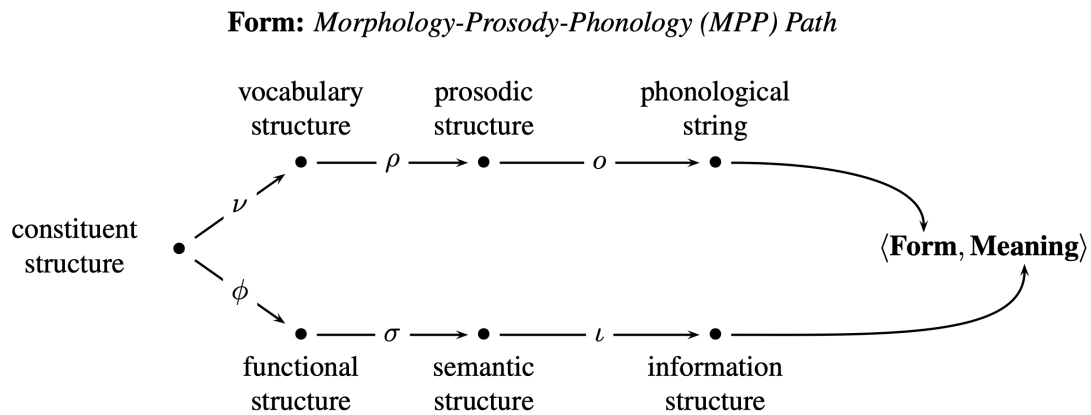 Form: Morphology-Prosody-Phonology (MPP) Path
vocabulary
structure
prosodic
structure
phonological
string
ρ
o
ν
constituent
structure
⟨Form, Meaning⟩
ϕ
σ
ι
functional
structure
semantic
structure
information
structure